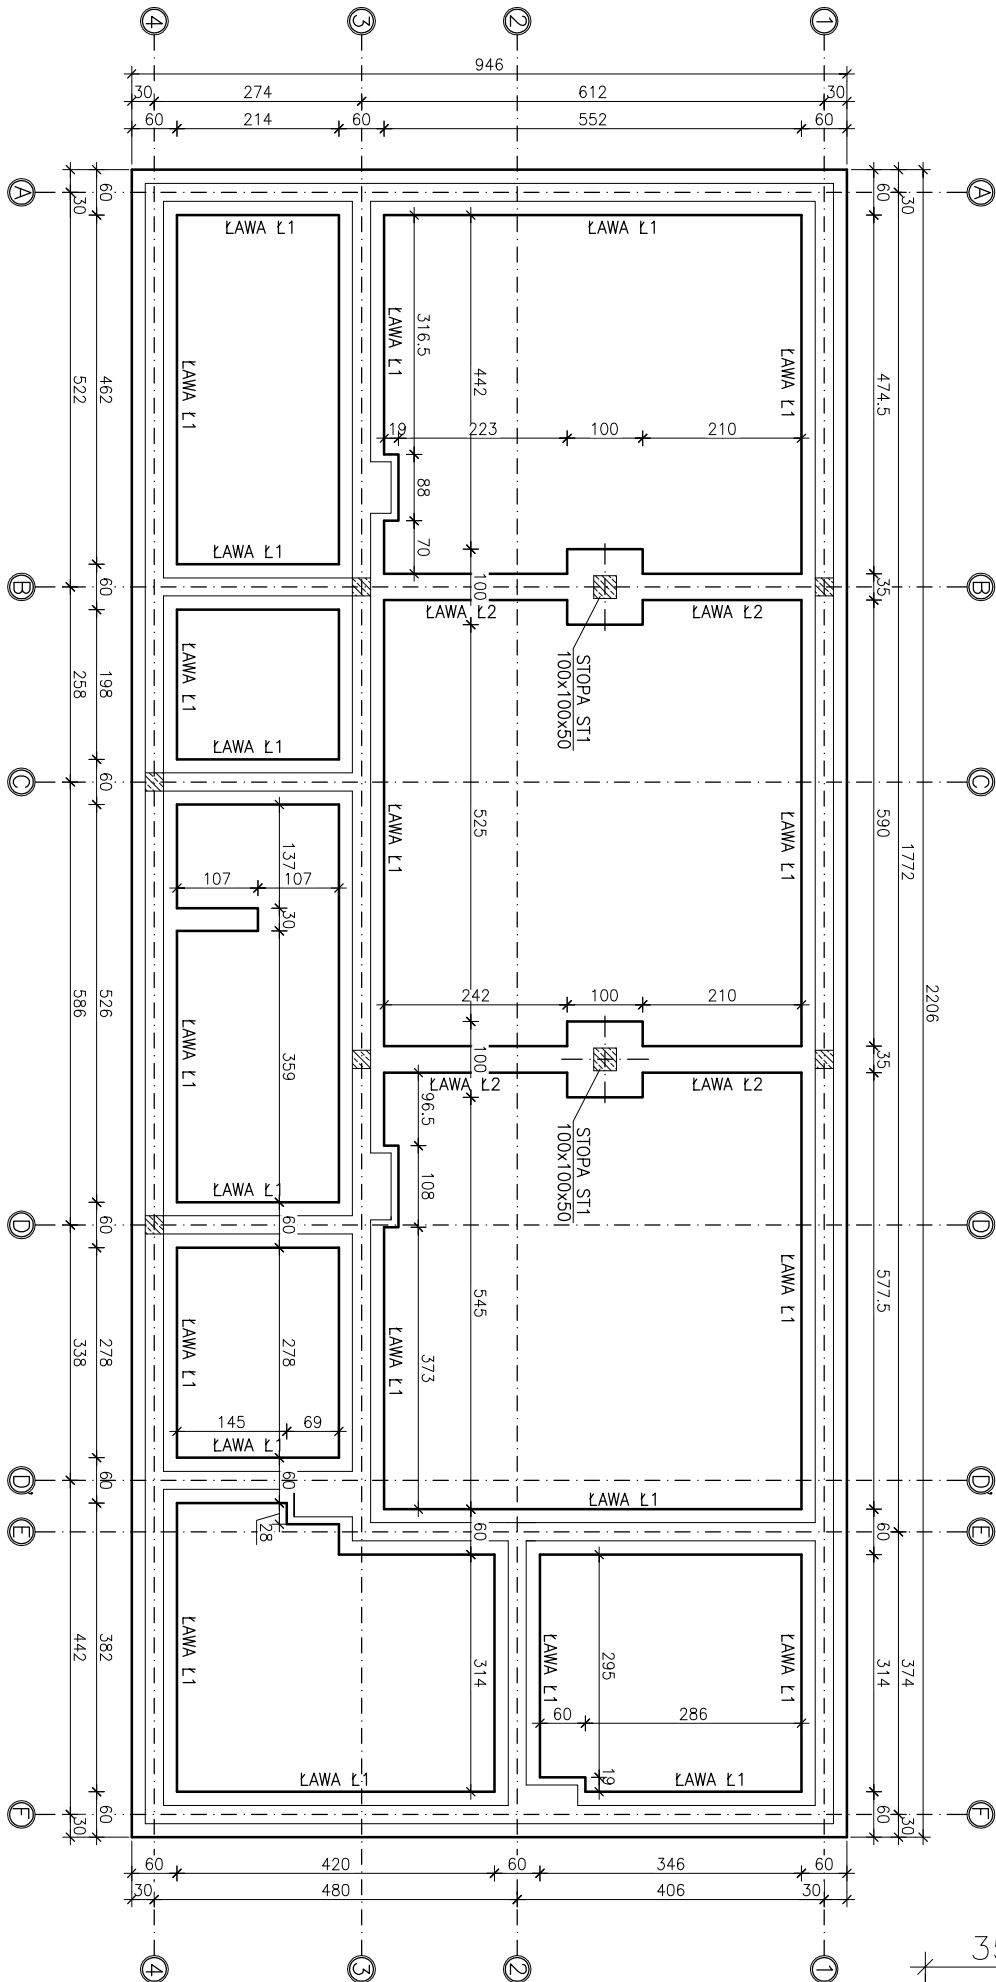 4
3
2
1
946
30
274
612
30
60
214
60
552
60
A
A
60
30
60
30
ŁAWA Ł1
ŁAWA Ł1
ŁAWA Ł1
ŁAWA Ł1
ŁAWA Ł1
316.5
442
462
522
474.5
19
223
100
210
88
70
ŁAWA Ł1
B
B
60
100
35
ŁAWA Ł2
ŁAWA Ł2
STOPA ST1
100x100x50
ŁAWA Ł1
198
258
ŁAWA Ł1
C
C
60
ŁAWA Ł1
ŁAWA Ł1
525
590
1772
2206
137
107
107
30
526
586
359
ŁAWA Ł1
242
100
210
100
35
ŁAWA Ł2
ŁAWA Ł2
96.5
STOPA ST1
100x100x50
108
ŁAWA Ł1
D
D
60
60
545
577.5
ŁAWA Ł1
ŁAWA Ł1
ŁAWA Ł1
278
338
278
373
145
69
ŁAWA Ł1
D'
D'
60
60
ŁAWA Ł1
E
E
28
60
60
ŁAWA Ł1
ŁAWA Ł1
ŁAWA Ł1
382
442
314
295
314
374
60
286
19
ŁAWA Ł1
ŁAWA Ł1
F
F
60
30
60
30
60
420
60
346
60
30
480
406
30
4
3
2
1